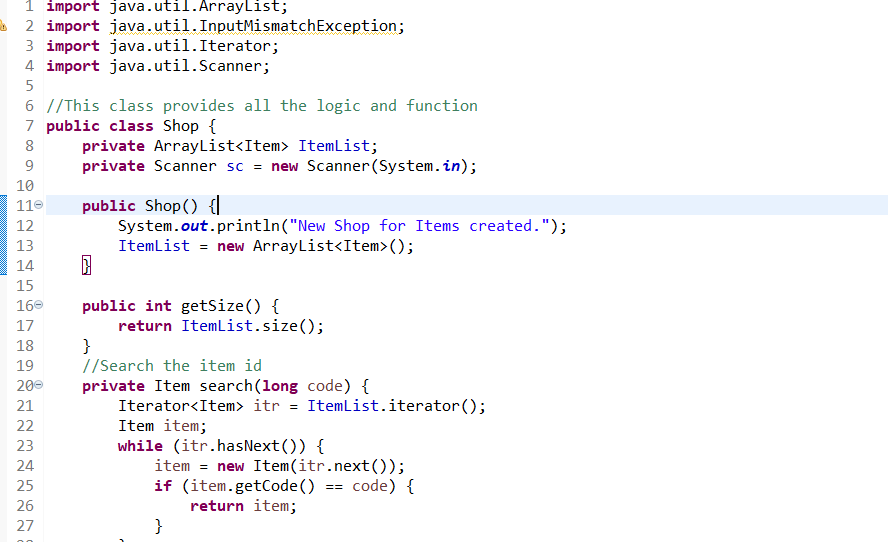 1 import java.util.ArrayList;
2 import java.util.InputMismatchException;
3 import java.util.Iterator;
4 import java.util.Scanner;
5
6 //This class provides all the logic and function
7 public class Shop {
8     private ArrayList<Item> ItemList;
9     private Scanner sc = new Scanner(System.in);
10
11     public Shop() {
12         System.out.println("New Shop for Items created.");
13         ItemList = new ArrayList<Item>();
14     }
15
16     public int getSize() {
17         return ItemList.size();
18     }
19     //Search the item id
20     private Item search(long code) {
21         Iterator<Item> itr = ItemList.iterator();
22         Item item;
23         while (itr.hasNext()) {
24             item = new Item(itr.next());
25             if (item.getCode() == code) {
26                 return item;
27             }